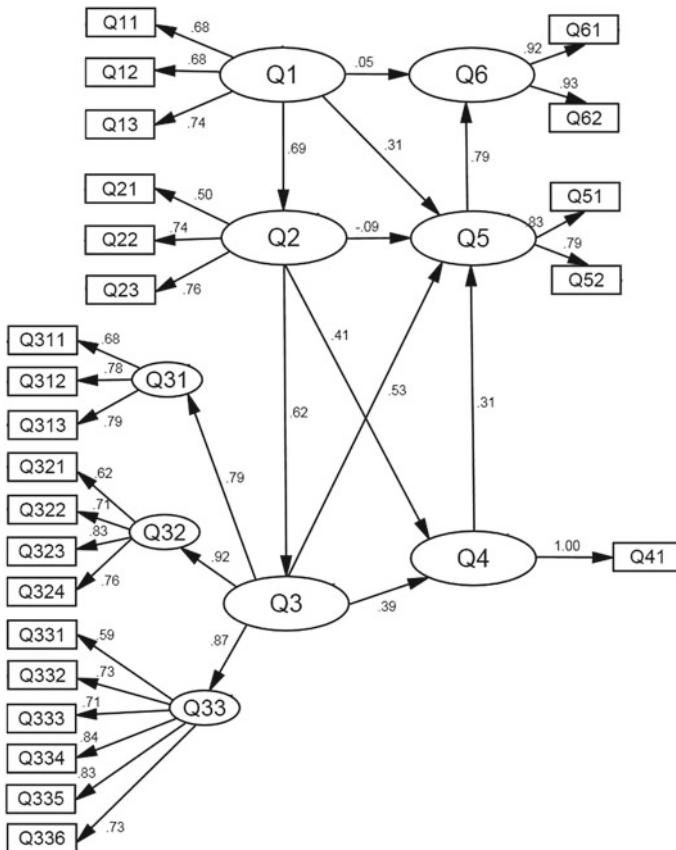 Q11
.68
Q12
.68
Q1
.05
Q6
.92
Q61
Q13
.74
.93
Q62
.69
.31
.79
Q21
.50
Q22
.74
Q2
-.09
Q5
.83
Q51
Q23
.76
.79
Q52
Q311
.68
Q312
.78
Q31
Q313
.79
.41
.53
.62
.31
.79
Q321
.62
Q322
.71
Q32
Q323
.83
Q324
.76
.92
Q4
1.00
Q41
Q3
.39
.87
Q331
.59
Q332
.73
Q33
Q333
.71
Q334
.84
Q335
.83
Q336
.73